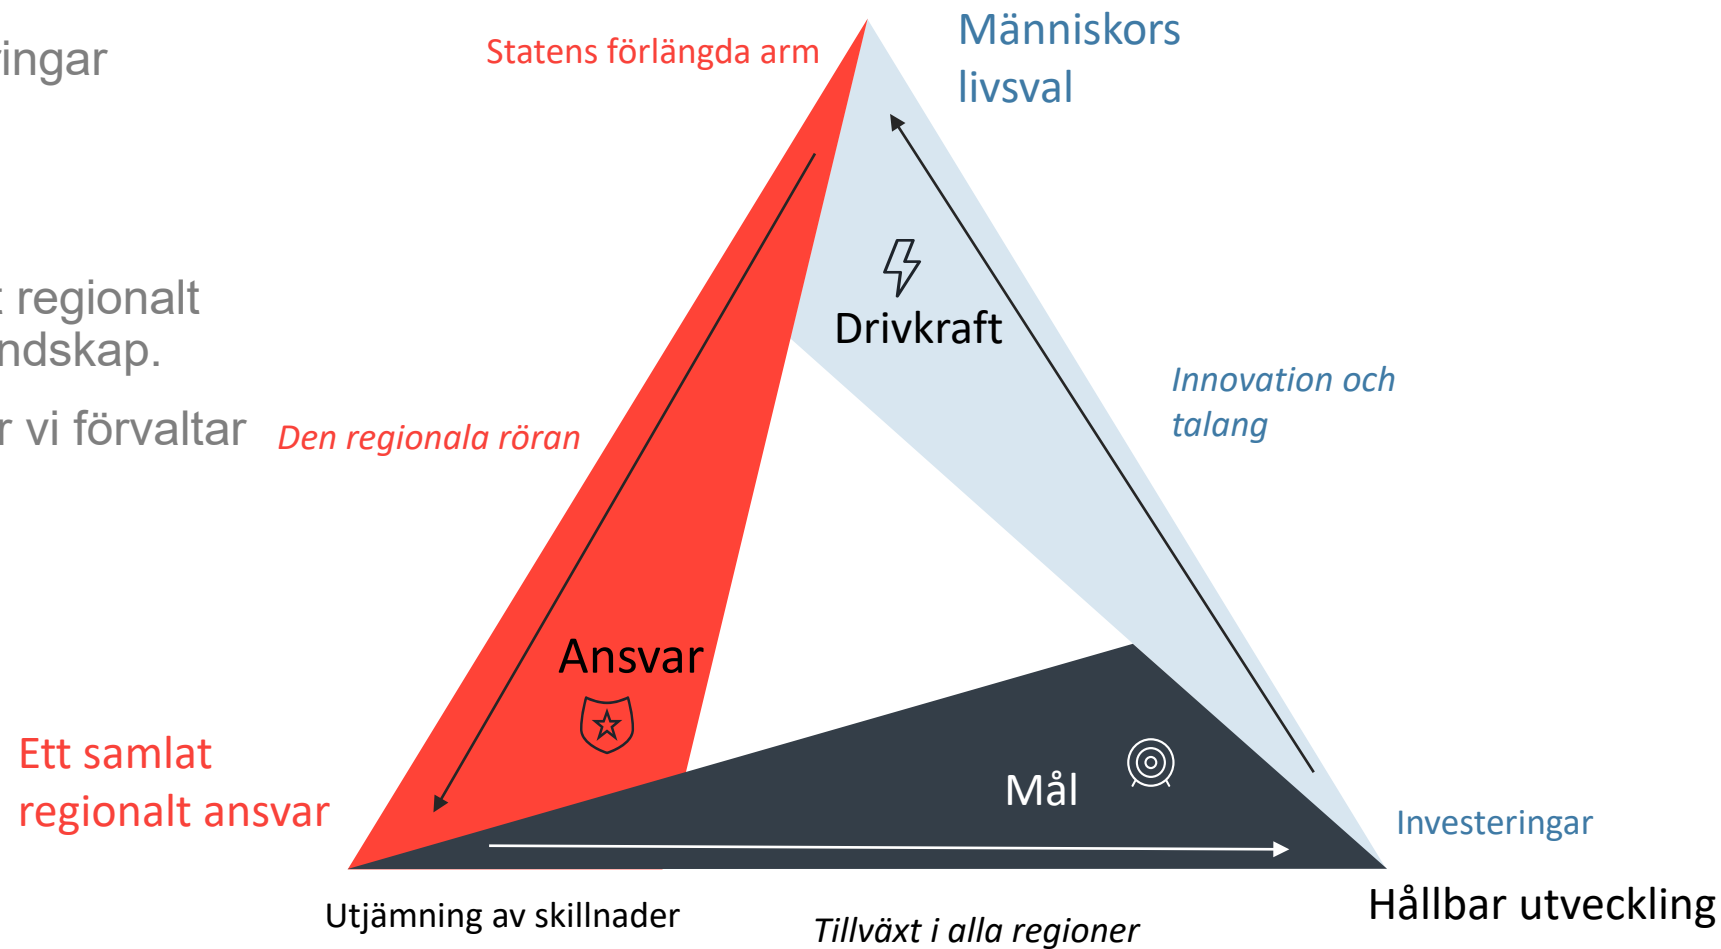 Människors
livsval
Statens förlängda arm
ringar
Drivkraft
t regionalt
ndskap.
Innovation och
talang
r vi förvaltar
Den regionala röran
Ansvar
Ett samlat
regionalt ansvar
Mål
Investeringar
Hållbar utveckling
Utjämning av skillnader
Tillväxt i alla regioner